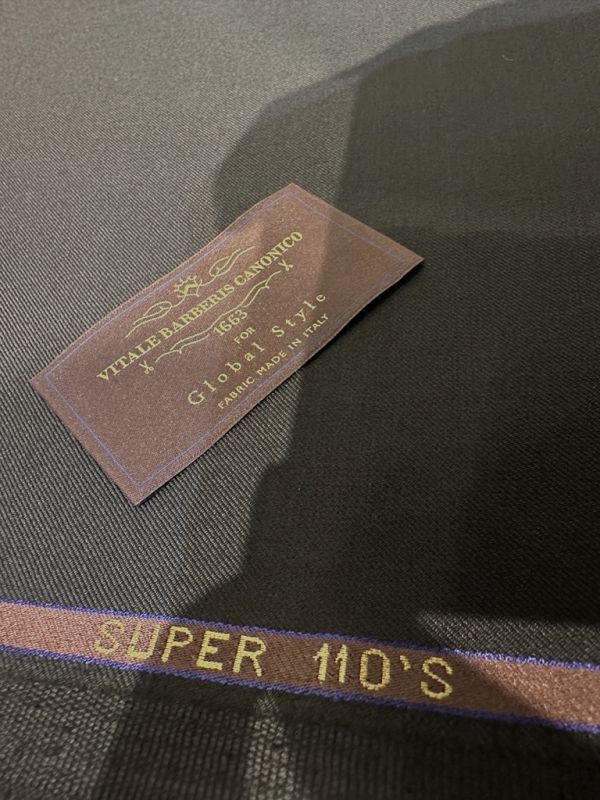 VITALE BARBERIS CANONICO
1663
FOR
Global Style
FABRIC MADE IN ITALY
SUPER 110'S